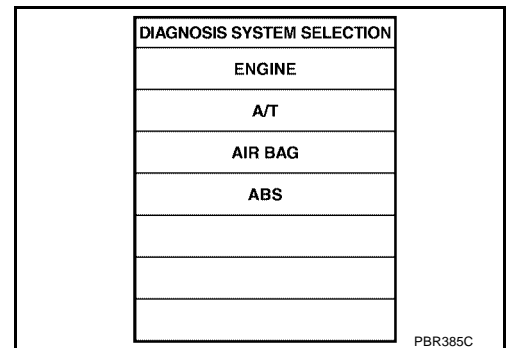 DIAGNOSIS SYSTEM SELECTION
ENGINE
A/T
AIR BAG
ABS
PBR385C